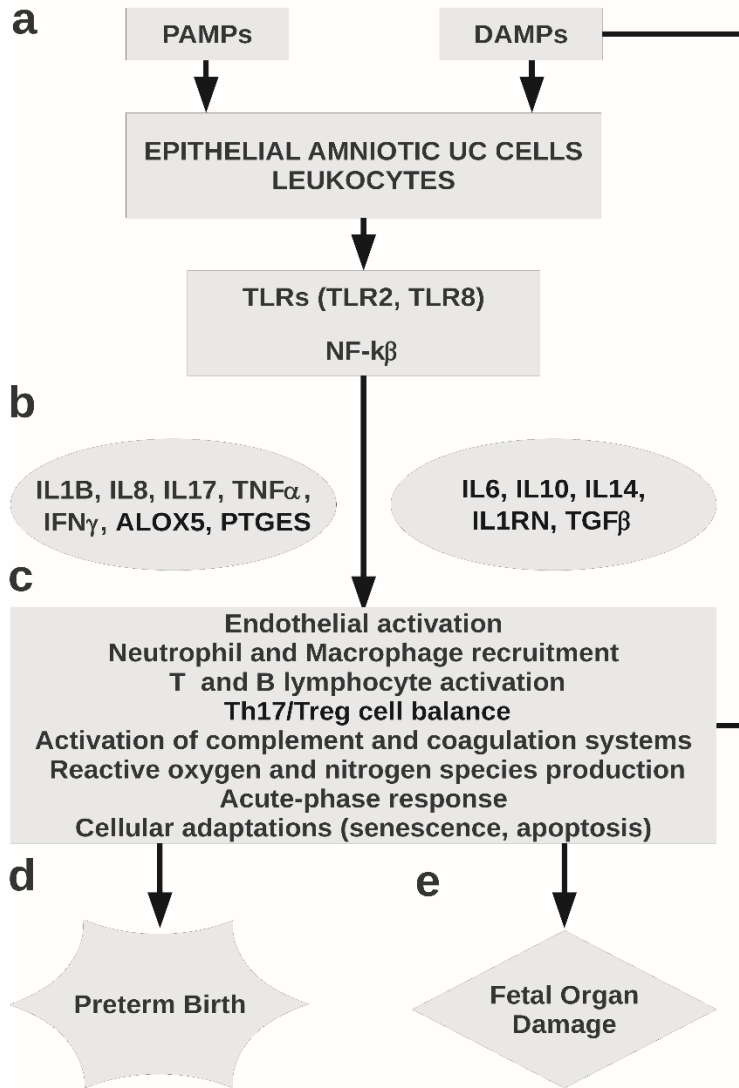 a
PAMPs
DAMPs
EPITHELIAL AMNIOTIC UC CELLS
LEUKOCYTES
TLRs (TLR2, TLR8)
NF-kβ
b
IL1B, IL8, IL17, TNFα,
IFNγ, ALOX5, PTGES
IL6, IL10, IL14,
IL1RN, TGFβ
c
Endothelial activation
Neutrophil and Macrophage recruitment
T and B lymphocyte activation
Th17/Treg cell balance
Activation of complement and coagulation systems
Reactive oxygen and nitrogen species production
Acute-phase response
Cellular adaptations (senescence, apoptosis)
d
Preterm Birth
e
Fetal Organ
Damage